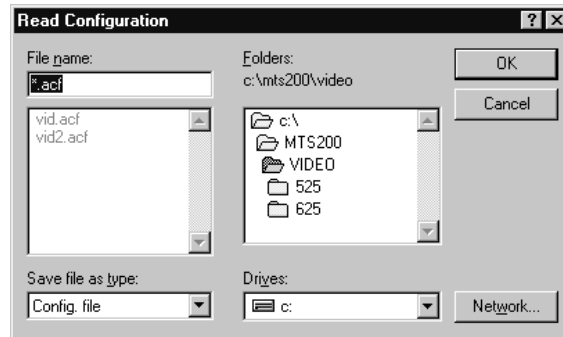 Read Configuration
File name:
*.acf
vid.acf
vid2.acf
Save file as type:
Config. file
Folders:
c:\mts200\video
c:\
MTS200
VIDEO
525
625
Drives:
c:
OK
Cancel
Network...